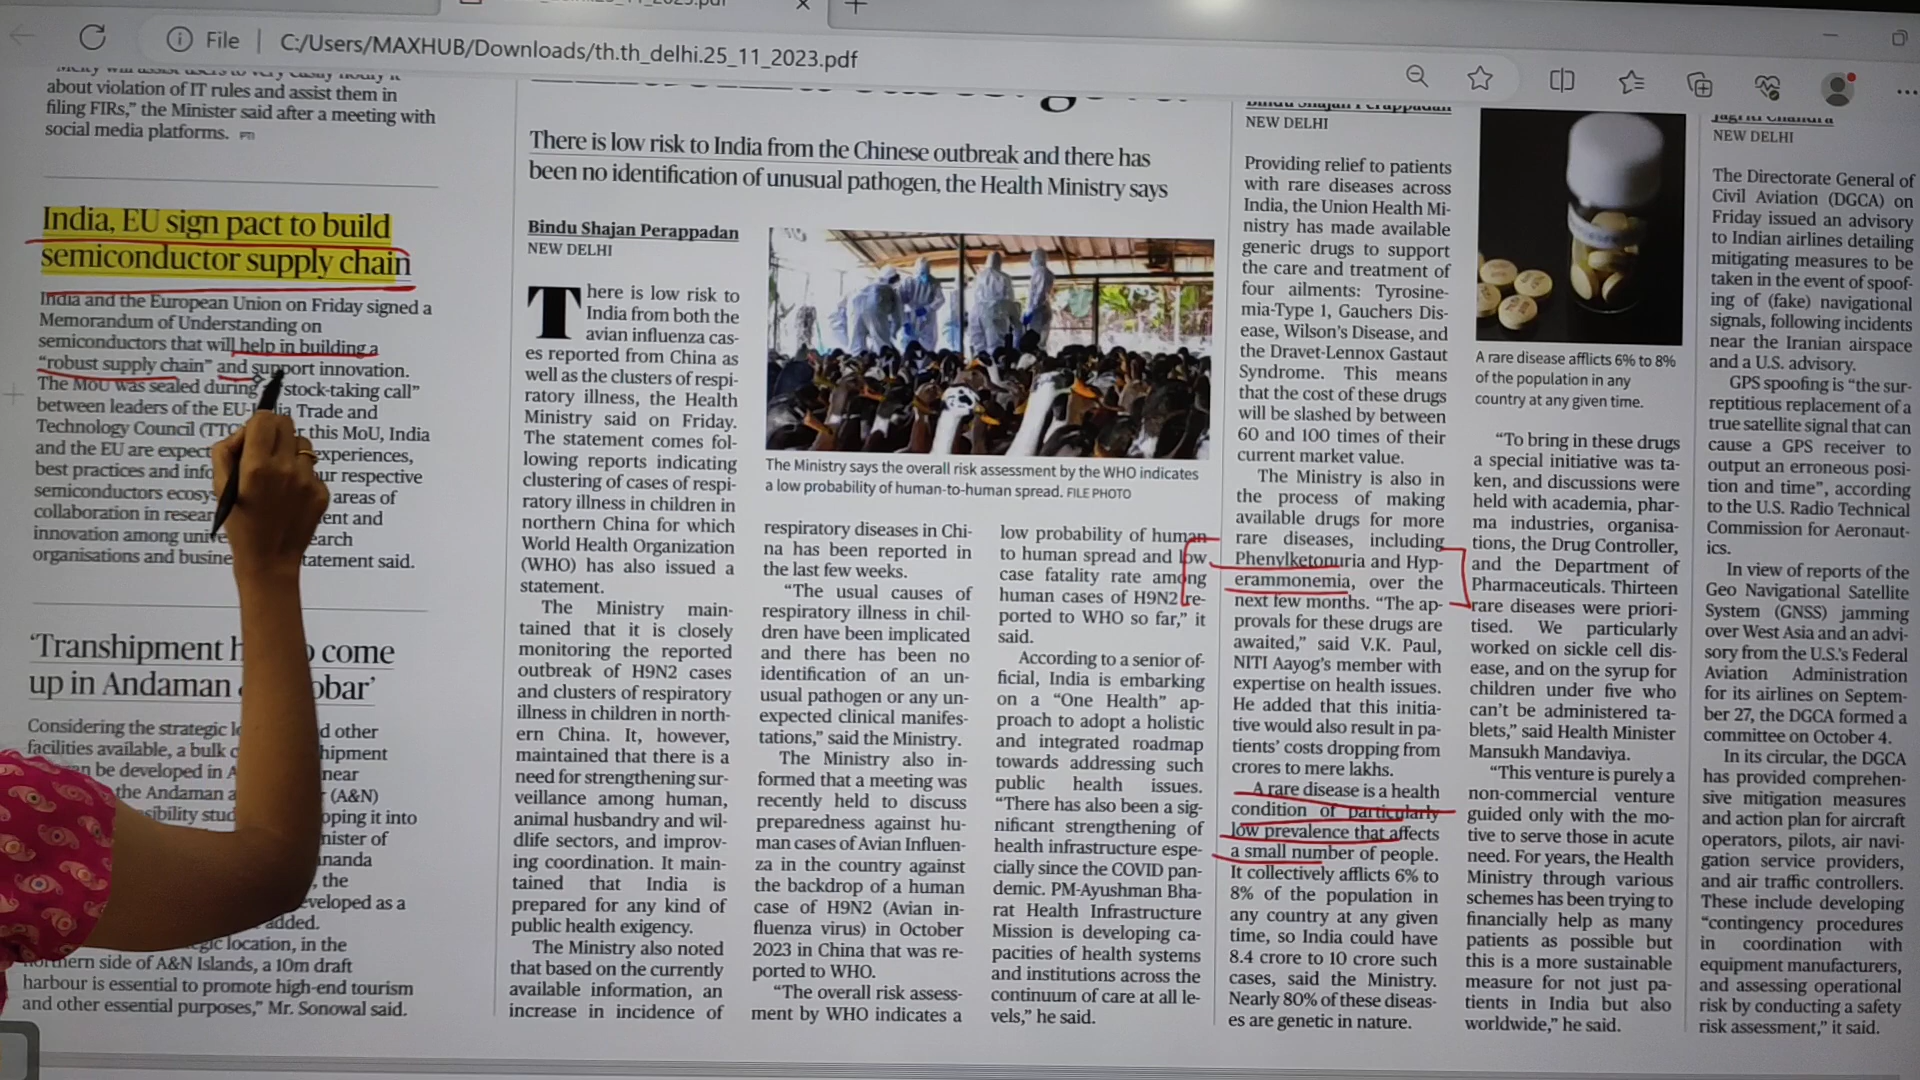 _delhi.25_11_2023.pdf
File
C:/Users/MAXHUB/Downloads/th.th_delhi.25_11_2023.pdf
about violation of IT rules and assist them in
filing FIRs,” the Minister said after a meeting with
social media platforms. PTI
India, EU sign pact to build
semiconductor supply chain
India and the European Union on Friday signed a
Memorandum of Understanding on
semiconductors that will help in building a
“robust supply chain” and support innovation.
The MoU was sealed during “stock-taking call”
between leaders of the EU- Trade and
Technology Council (TTC this MoU, India
and the EU are experiences,
best practices and respective
semiconductors areas of
collaboration in and
innovation among
organisations and said.
‘Transhipment come
up in Andaman
Considering the strategic other
facilities available, a bulk
be developed in near
the Andaman (A&N)
it into
of
, the
as a
added.
location, in the
northern side of A&N Islands, a 10m draft
harbour is essential to promote high-end tourism
and other essential purposes,” Mr. Sonowal said.
There is low risk to India from the Chinese outbreak and there has
been no identification of unusual pathogen, the Health Ministry says
Bindu Shajan Perappadan
NEW DELHI
There is low risk to
India from both the
avian influenza cas-
es reported from China as
well as the clusters of respi-
ratory illness, the Health
Ministry said on Friday.
The statement comes fol-
lowing reports indicating
clustering of cases of respi-
ratory illness in children in
northern China for which
World Health Organization
(WHO) has also issued a
statement.
The Ministry main-
tained that it is closely
monitoring the reported
outbreak of H9N2 cases
and clusters of respiratory
illness in children in north-
ern China. It, however,
maintained that there is a
need for strengthening sur-
veillance among human,
animal husbandry and wil-
dlife sectors, and improv-
ing coordination. It main-
tained that India is
prepared for any kind of
public health exigency.
The Ministry also noted
that based on the currently
available information, an
increase in incidence of
The Ministry says the overall risk assessment by the WHO indicates
a low probability of human-to-human spread. FILE PHOTO
respiratory diseases in Chi-
na has been reported in
the last few weeks.
“The usual causes of
respiratory illness in chil-
dren have been implicated
and there has been no
identification of an un-
usual pathogen or any un-
expected clinical manifes-
tations,” said the Ministry.
The Ministry also in-
formed that a meeting was
recently held to discuss
preparedness against hu-
man cases of Avian Influen-
za in the country against
the backdrop of a human
case of H9N2 (Avian in-
fluenza virus) in October
2023 in China that was re-
ported to WHO.
“The overall risk assess-
ment by WHO indicates a
low probability of human
to human spread and low
case fatality rate among
human cases of H9N2 re-
ported to WHO so far,” it
said.
According to a senior of-
ficial, India is embarking
on a “One Health” ap-
proach to adopt a holistic
and integrated roadmap
towards addressing such
public health issues.
“There has also been a sig-
nificant strengthening of
health infrastructure espe-
cially since the COVID pan-
demic. PM-Ayushman Bha-
rat Health Infrastructure
Mission is developing ca-
pacities of health systems
and institutions across the
continuum of care at all le-
vels,” he said.
Bindu Shajan Perappadan
NEW DELHI
Providing relief to patients
with rare diseases across
India, the Union Health Mi-
nistry has made available
generic drugs to support
the care and treatment of
four ailments: Tyrosine-
mia-Type 1, Gauchers Dis-
ease, Wilson’s Disease, and
the Dravet-Lennox Gastaut
Syndrome. This means
that the cost of these drugs
will be slashed by between
60 and 100 times of their
current market value.
The Ministry is also in
the process of making
available drugs for more
rare diseases, including
Phenylketonuria and Hyp-
erammonemia, over the
next few months. “The ap-
provals for these drugs are
awaited,” said V.K. Paul,
NITI Aayog’s member with
expertise on health issues.
He added that this initia-
tive would also result in pa-
tients’ costs dropping from
crores to mere lakhs.
A rare disease is a health
condition of particularly
low prevalence that affects
a small number of people.
It collectively afflicts 6% to
8% of the population in
any country at any given
time, so India could have
8.4 crore to 10 crore such
cases, said the Ministry.
Nearly 80% of these diseas-
es are genetic in nature.
A rare disease afflicts 6% to 8%
of the population in any
country at any given time.
“To bring in these drugs
a special initiative was ta-
ken, and discussions were
held with academia, phar-
ma industries, organisa-
tions, the Drug Controller,
and the Department of
Pharmaceuticals. Thirteen
rare diseases were priori-
tised. We particularly
worked on sickle cell dis-
ease, and on the syrup for
children under five who
can’t be administered ta-
blets,” said Health Minister
Mansukh Mandaviya.
“This venture is purely a
non-commercial venture
guided only with the mo-
tive to serve those in acute
need. For years, the Health
Ministry through various
schemes has been trying to
financially help as many
patients as possible but
this is a more sustainable
measure for not just pa-
tients in India but also
worldwide,” he said.
Jagriti Chandra
NEW DELHI
The Directorate General of
Civil Aviation (DGCA) on
Friday issued an advisory
to Indian airlines detailing
mitigating measures to be
taken in the event of spoof-
ing of (fake) navigational
signals, following incidents
near the Iranian airspace
and a U.S. advisory.
GPS spoofing is “the sur-
reptitious replacement of a
true satellite signal that can
cause a GPS receiver to
output an erroneous posi-
tion and time”, according
to the U.S. Radio Technical
Commission for Aeronaut-
ics.
In view of reports of the
Geo Navigational Satellite
System (GNSS) jamming
over West Asia and an advi-
sory from the U.S.’s Federal
Aviation Administration
for its airlines on Septem-
ber 27, the DGCA formed a
committee on October 4.
In its circular, the DGCA
has provided comprehen-
sive mitigation measures
and action plan for aircraft
operators, pilots, air navi-
gation service providers,
and air traffic controllers.
These include developing
“contingency procedures
in coordination with
equipment manufacturers,
and assessing operational
risk by conducting a safety
risk assessment,” it said.